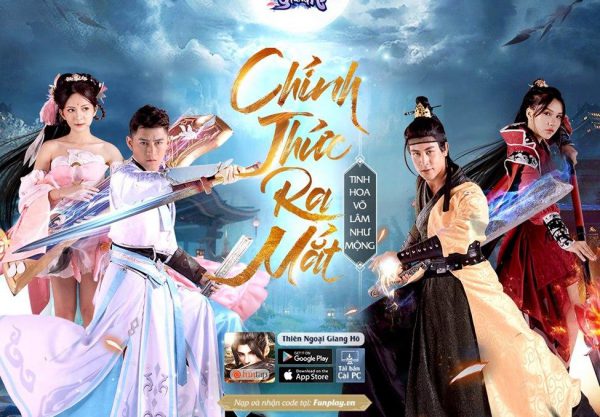 Chính
Thức
Ra
Mắt
TINH
HOA
VÕ
LÂM
NHƯ
MỘNG
Thiên Ngoại Giang Hồ
GET IT ON
Google Play
Download on the
App Store
Tải bản
Cài PC
funtap
Nạp và nhận code tại: Fanplay.vn